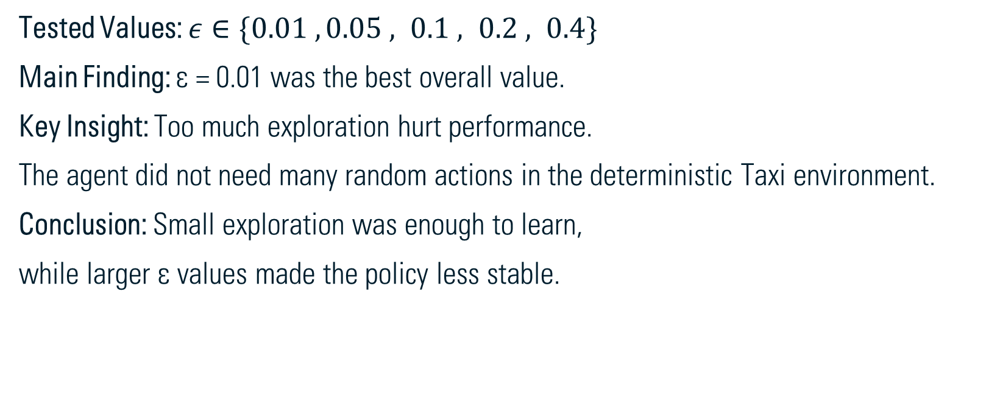 Tested Values: ϵ ∈ {0.01 , 0.05 , 0.1 , 0.2 , 0.4}
Main Finding: ε = 0.01 was the best overall value.
Key Insight: Too much exploration hurt performance.
The agent did not need many random actions in the deterministic Taxi environment.
Conclusion: Small exploration was enough to learn,
while larger ε values made the policy less stable.